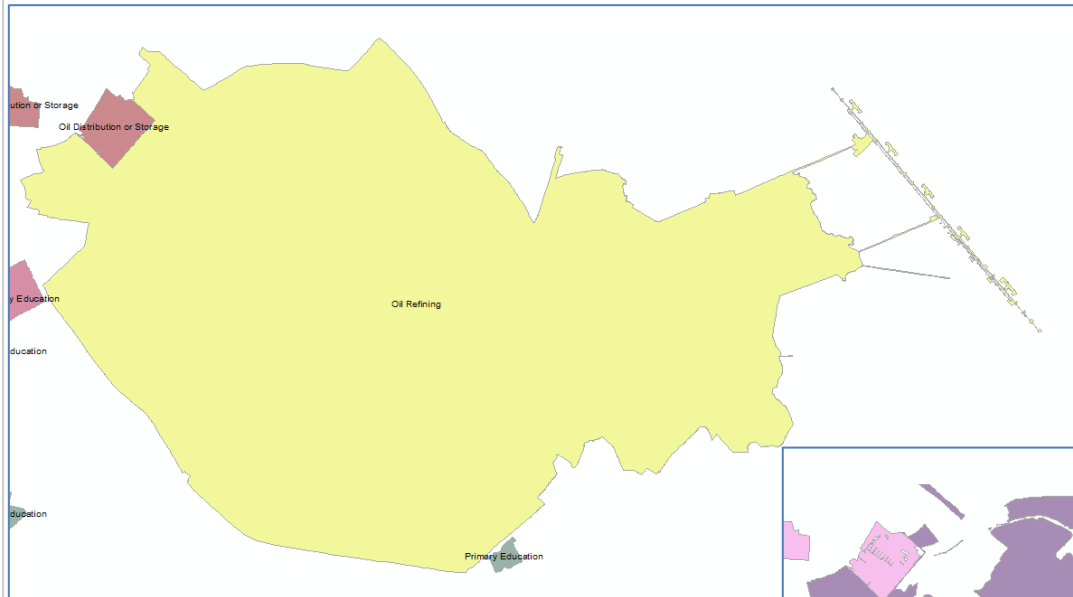 ution or Storage
Oil Distribution or Storage
y Education
Oil Refining
ducation
ducation
Primary Education